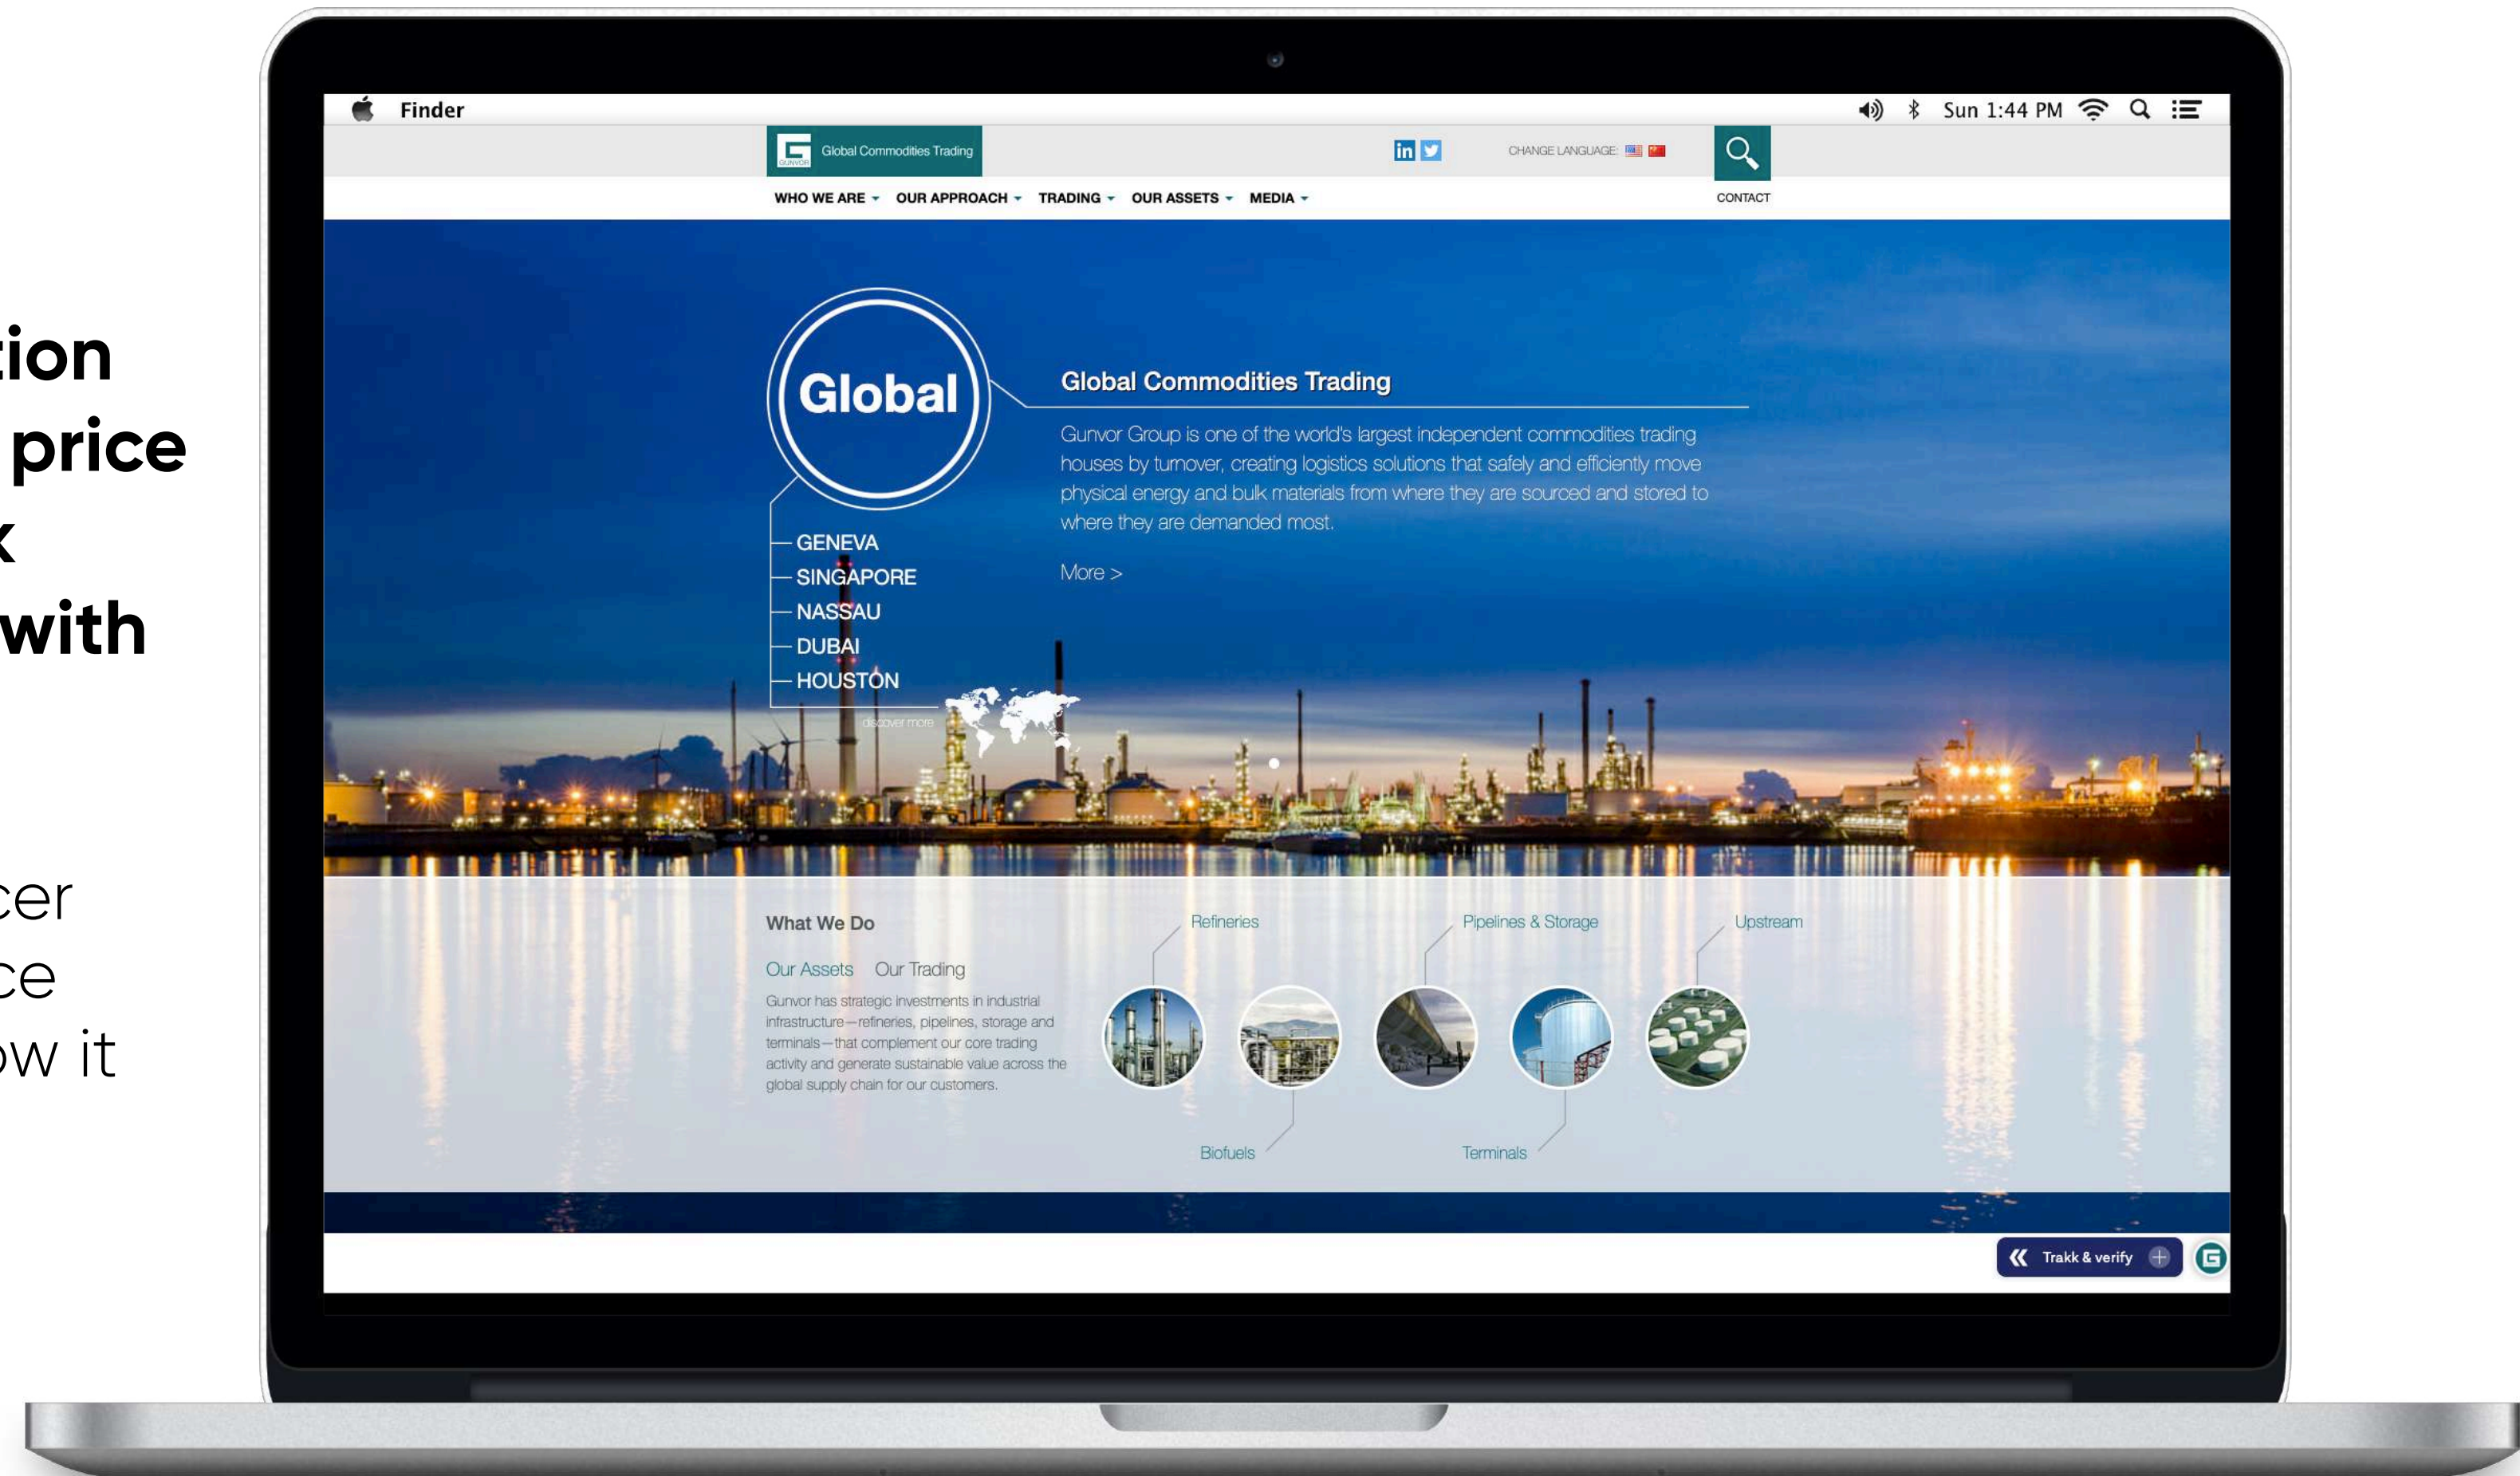 tion
price
k
with
cer
ce
ow it
Finder
Sun 1:44 PM
GUNVOR
Global Commodities Trading
CHANGE LANGUAGE:
WHO WE ARE OUR APPROACH TRADING OUR ASSETS MEDIA
CONTACT
Global
GENEVA
SINGAPORE
NASSAU
DUBAI
HOUSTON
discover more
Global Commodities Trading
Gunvor Group is one of the world's largest independent commodities trading
houses by turnover, creating logistics solutions that safely and efficiently move
physical energy and bulk materials from where they are sourced and stored to
where they are demanded most.
More >
What We Do
Our Assets Our Trading
Gunvor has strategic investments in industrial
infrastructure—refineries, pipelines, storage and
terminals—that complement our core trading
activity and generate sustainable value across the
global supply chain for our customers.
Refineries
Pipelines & Storage
Upstream
Biofuels
Terminals
Trakk & verify